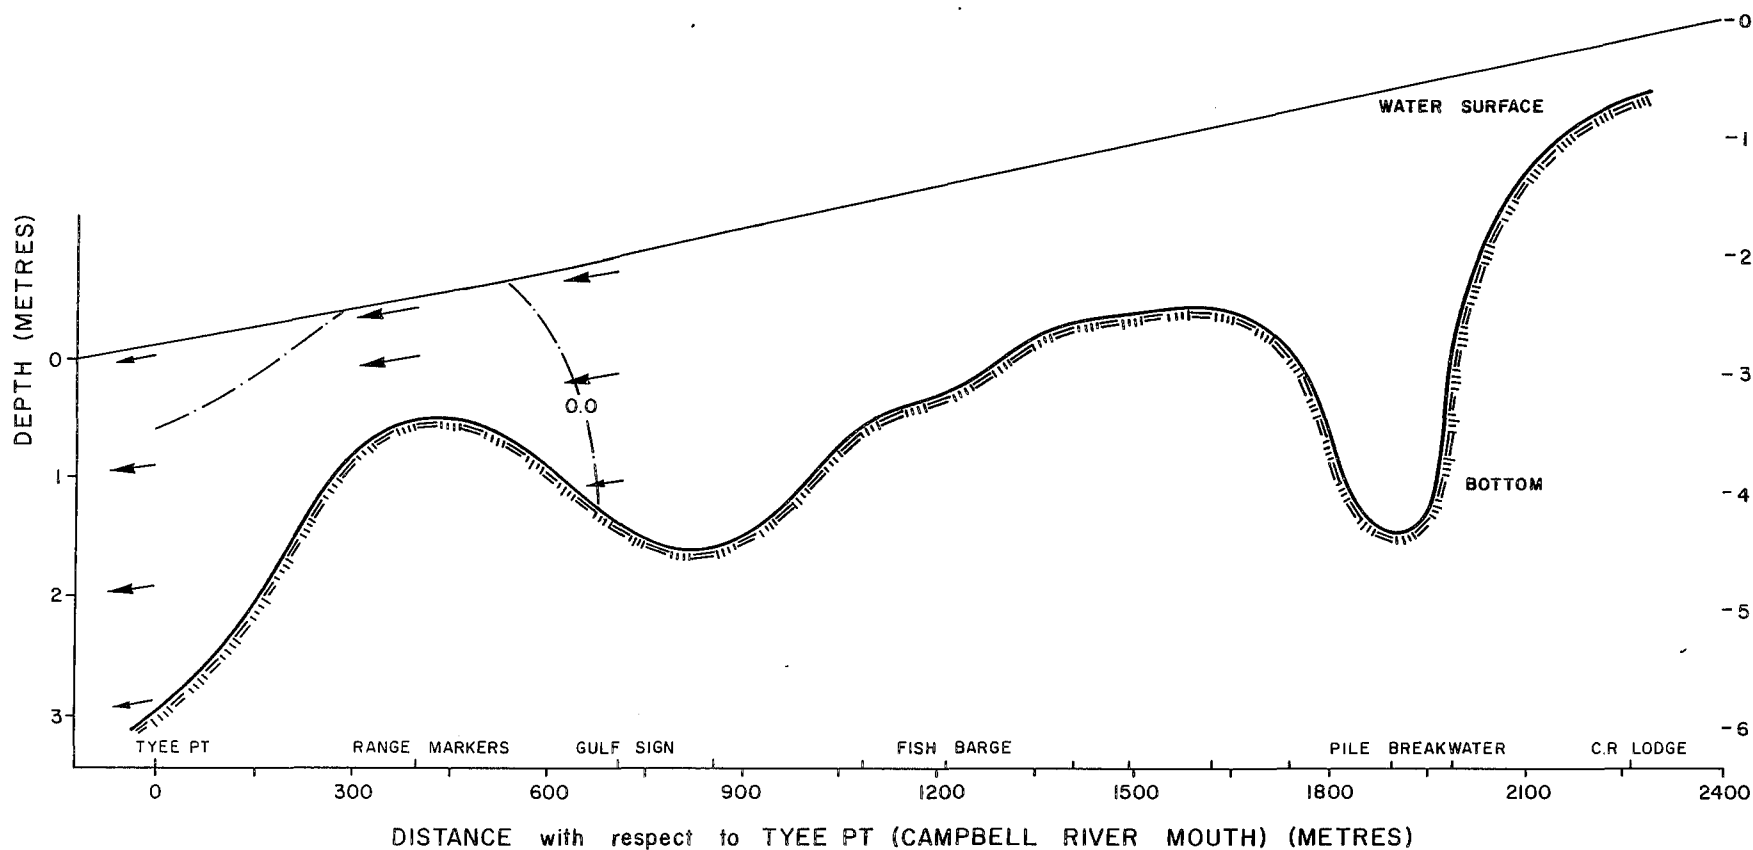 -0
WATER SURFACE
-1
-2
DEPTH (METRES)
0
-3
0.0
1
BOTTOM
-4
2
-5
3
-6
TYEE PT RANGE MARKERS GULF SIGN FISH BARGE PILE BREAKWATER C.R LODGE
0 300 600 900 1200 1500 1800 2100 2400
DISTANCE with respect to TYEE PT (CAMPBELL RIVER MOUTH) (METRES)